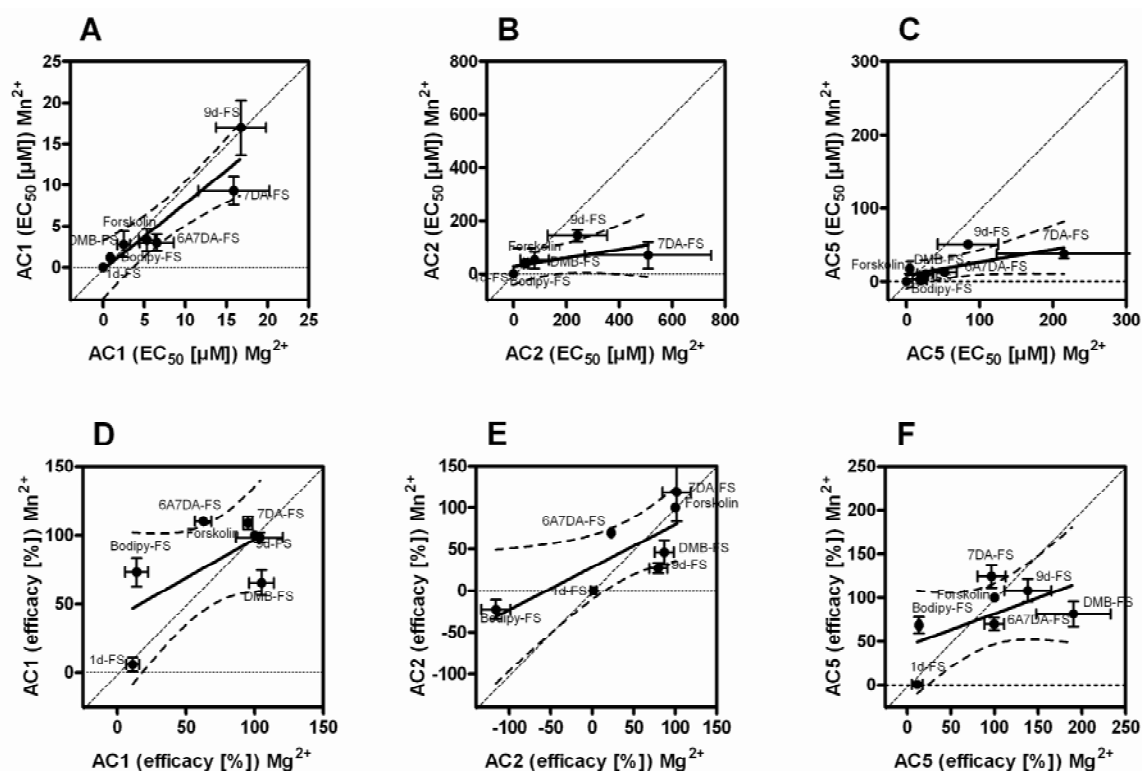 A
B
C
AC1 (EC50 [µM]) Mn2+
25
20
15
10
5
0
0
5
10
15
20
25
9d-FS
7DA-FS
Forskolin
DMB-FS
6A7DA-FS
Bodipy-FS
1d-FS
AC1 (EC50 [µM]) Mg2+
AC2 (EC50 [µM]) Mn2+
800
600
400
200
0
0
200
400
600
800
9d-FS
7DA-FS
Forskolin
DMB-FS
1d-FS
Bodipy-FS
AC2 (EC50 [µM]) Mg2+
AC5 (EC50 [µM]) Mn2+
300
200
100
0
0
100
200
300
9d-FS
7DA-FS
DMB-FS
Forskolin
6A7DA-FS
Bodipy-FS
AC5 (EC50 [µM]) Mg2+
D
E
F
AC1 (efficacy [%]) Mn2+
150
100
50
0
0
50
100
150
6A7DA-FS
7DA-FS
Forskolin
9d-FS
Bodipy-FS
DMB-FS
1d-FS
AC1 (efficacy [%]) Mg2+
AC2 (efficacy [%]) Mn2+
150
100
50
0
-50
-100
-100
-50
0
50
100
150
7DA-FS
Forskolin
6A7DA-FS
DMB-FS
9d-FS
1d-FS
Bodipy-FS
AC2 (efficacy [%]) Mg2+
AC5 (efficacy [%]) Mn2+
250
200
150
100
50
0
0
50
100
150
200
250
7DA-FS
9d-FS
Forskolin
DMB-FS
Bodipy-FS
6A7DA-FS
1d-FS
AC5 (efficacy [%]) Mg2+